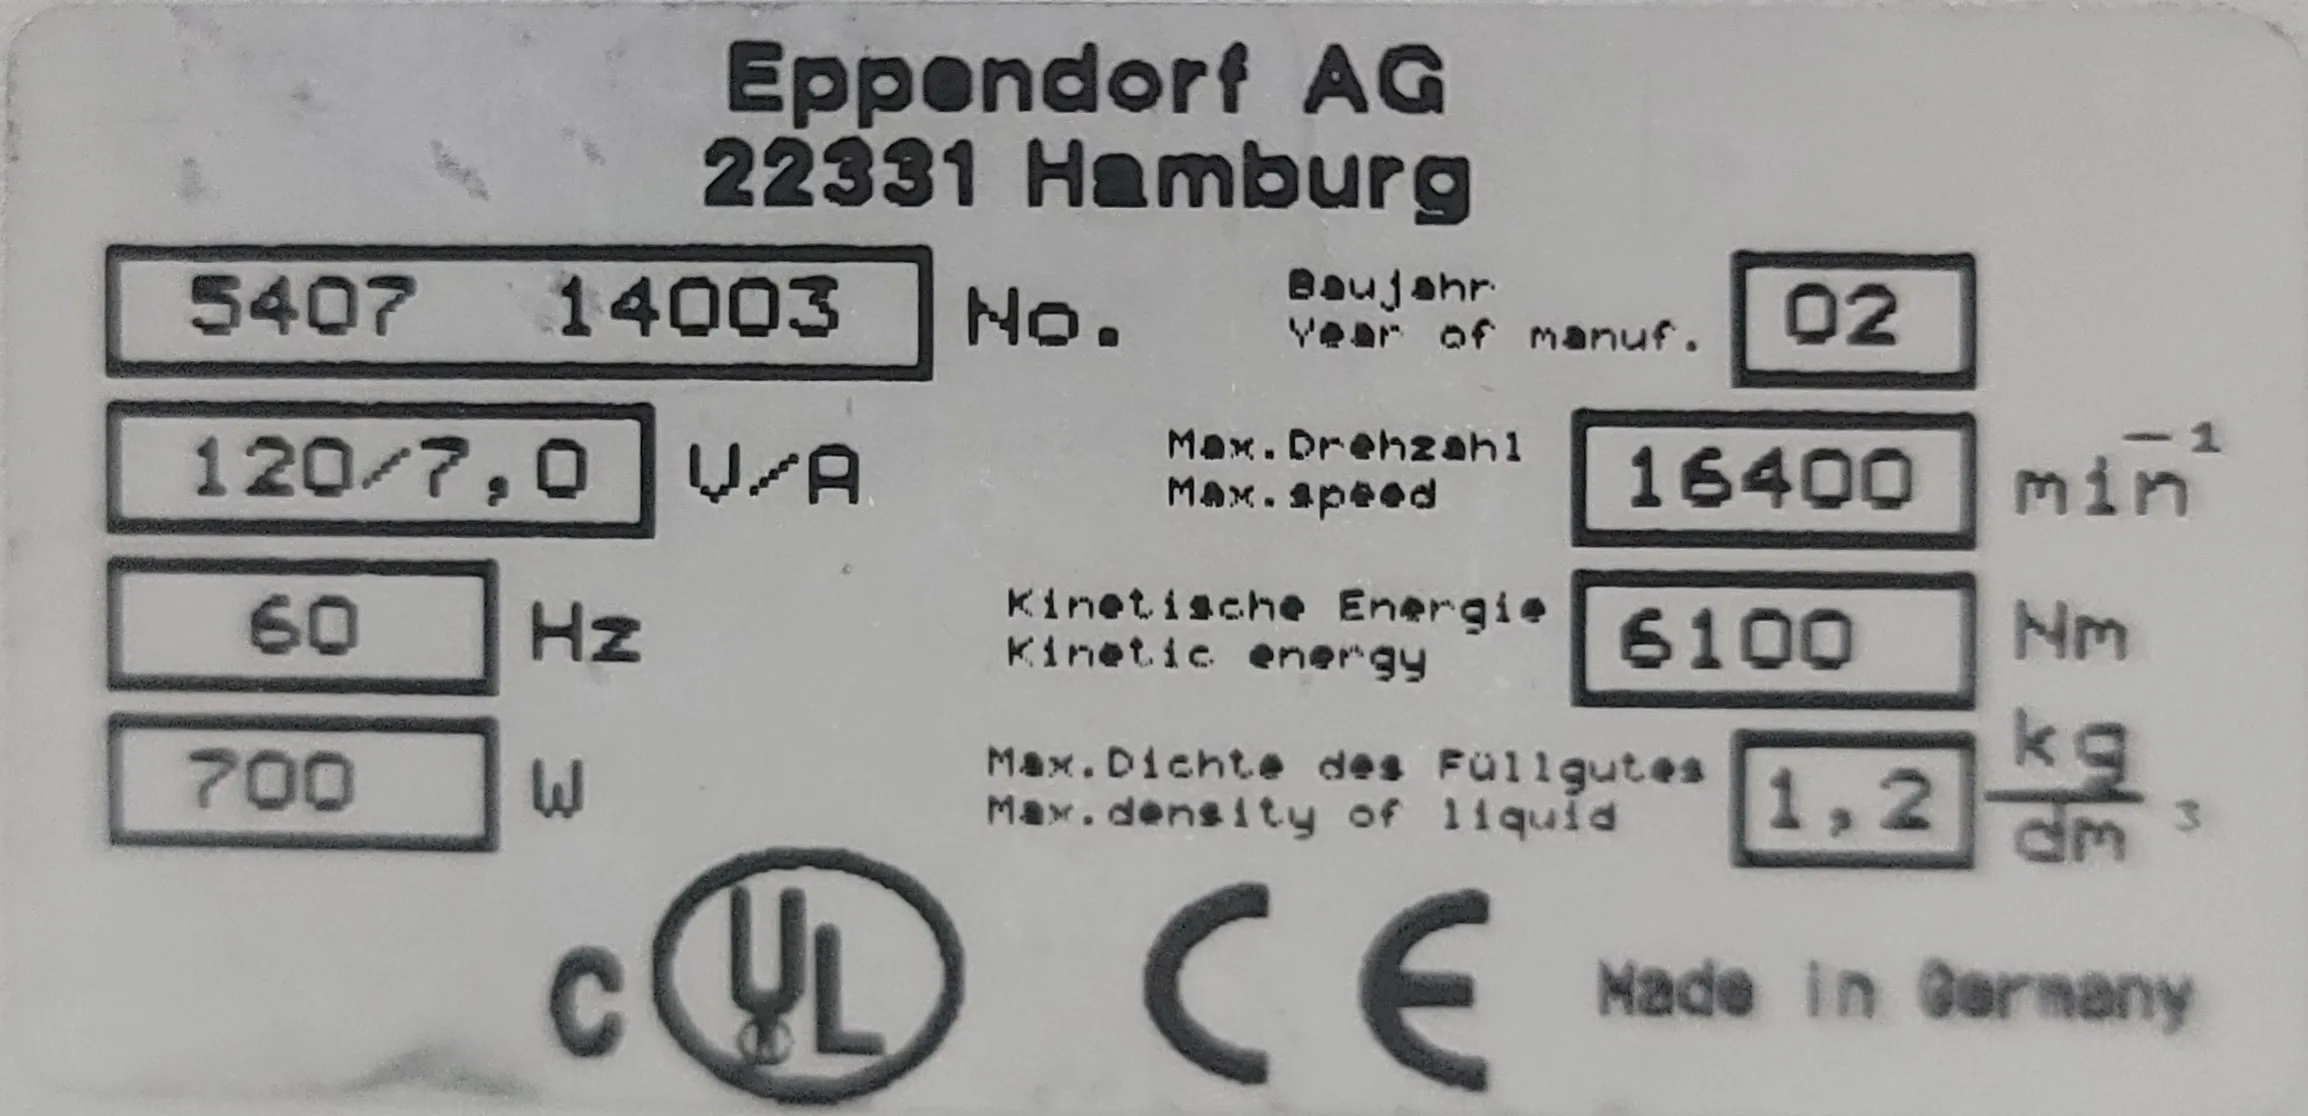 Eppendorf AG
22331 Hamburg
5407 14003 No.
Baujahr
Year of manuf. 02
120/7,0 V/A
Max.Drehzahl
Max.speed 16400 min⁻¹
60 Hz
Kinetische Energie
Kinetic energy 6100 Nm
700 W
Max.Dichte des Füllgutes
Max.density of liquid 1,2 kg/dm³
C UL CE Made in Germany